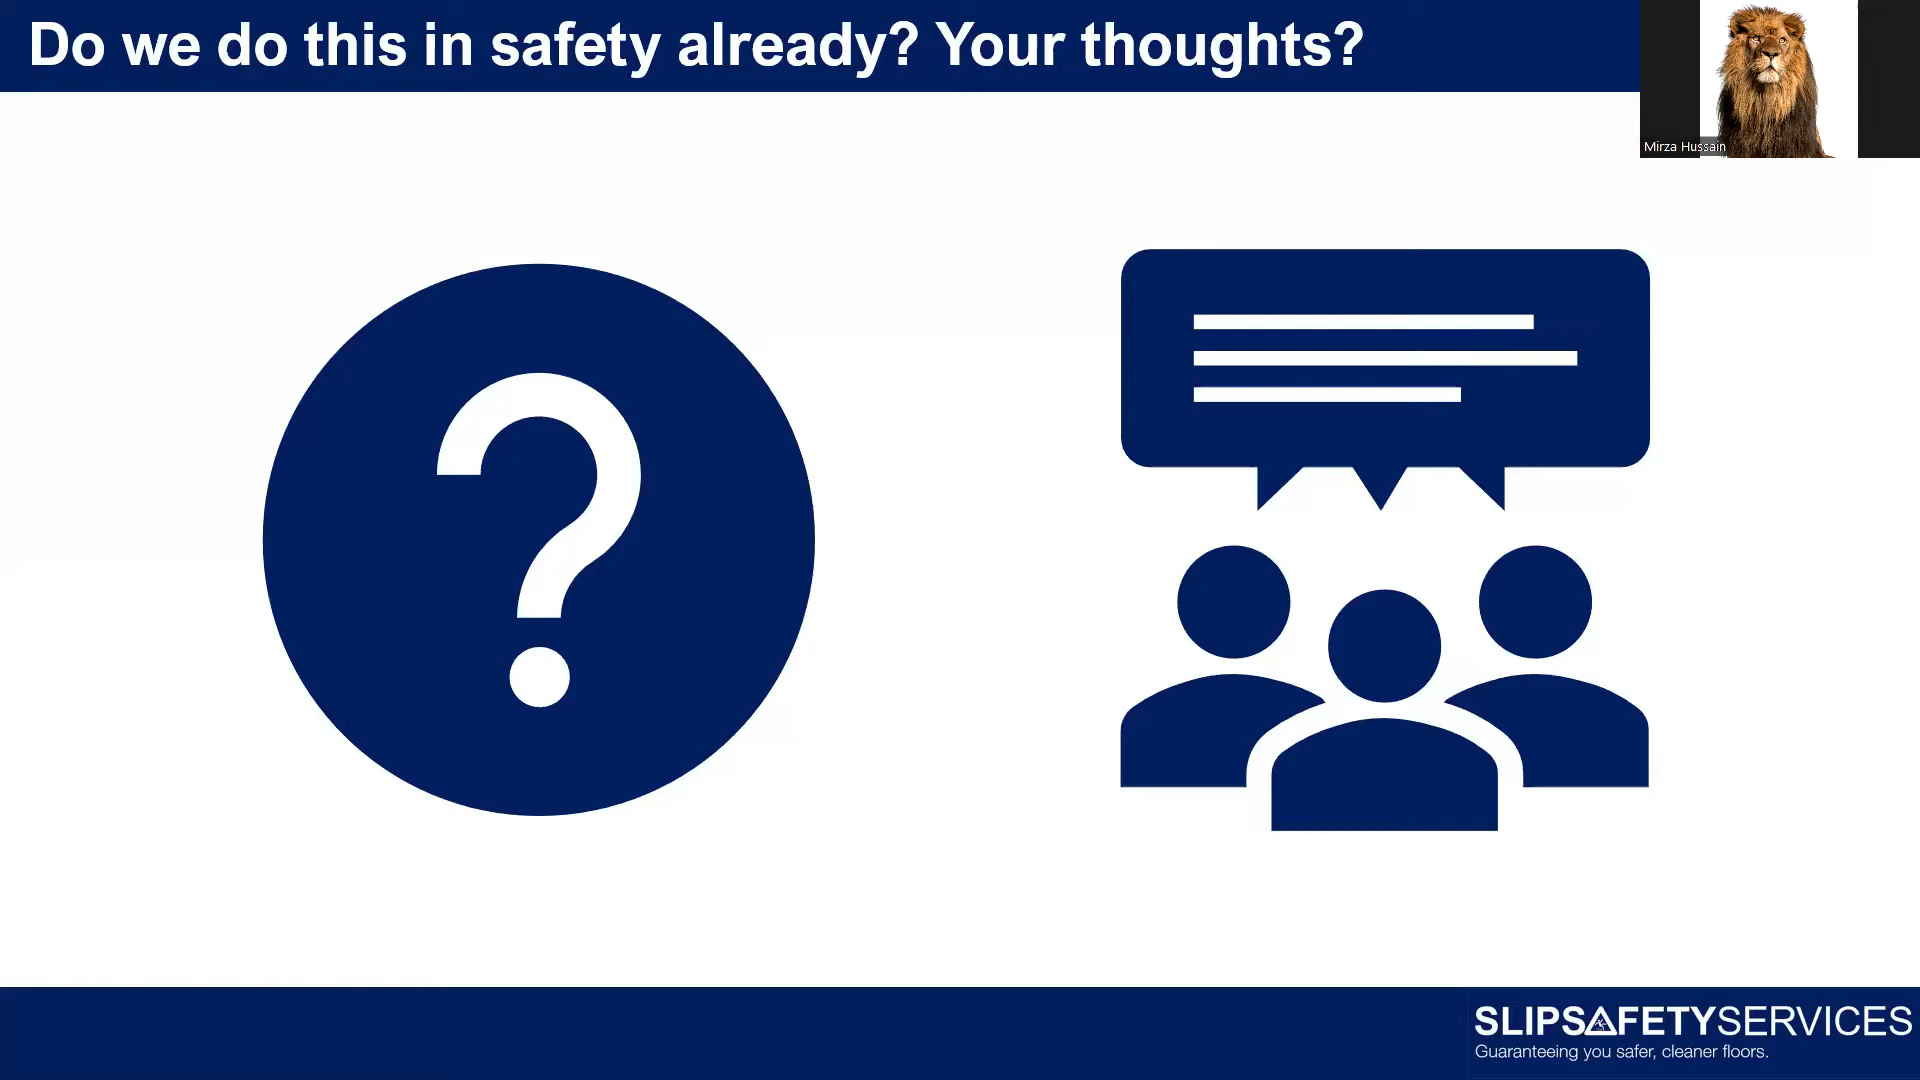 Do we do this in safety already? Your thoughts?
Mirza Hussain
SLIPSAFETYSERVICES
Guaranteeing you safer, cleaner floors.